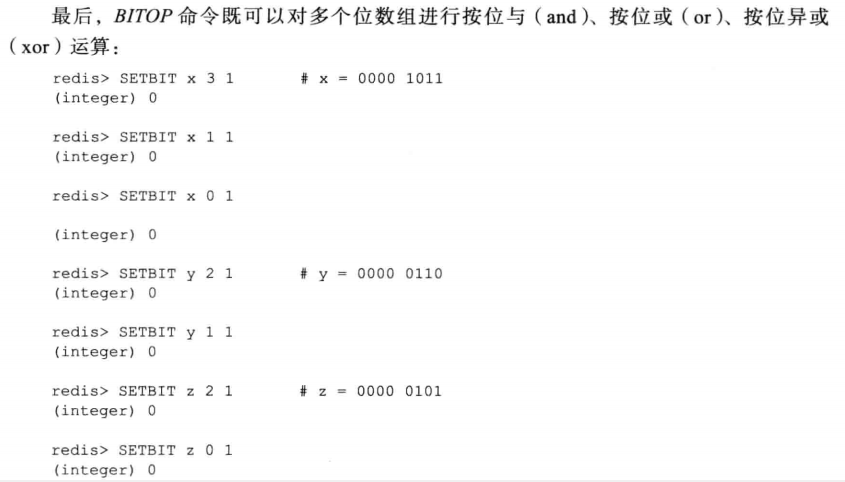 最后，BITOP 命令既可以对多个位数组进行按位与（and）、按位或（or）、按位异或
（xor）运算：
redis> SETBIT x 3 1 # x = 0000 1011
(integer) 0
redis> SETBIT x 1 1
(integer) 0
redis> SETBIT x 0 1
(integer) 0
redis> SETBIT y 2 1 # y = 0000 0110
(integer) 0
redis> SETBIT y 1 1
(integer) 0
redis> SETBIT z 2 1 # z = 0000 0101
(integer) 0
redis> SETBIT z 0 1
(integer) 0